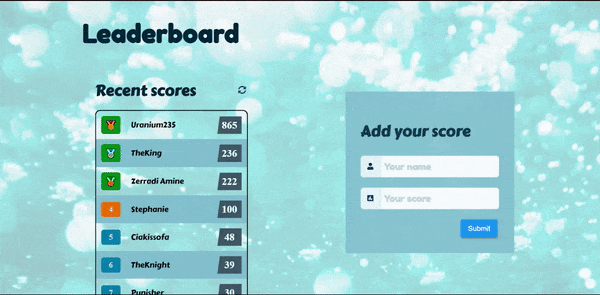 Leaderboard
Recent scores
Uranium235 865
TheKing 236
Zerradi Amine 222
4 Stephanie 100
5 Ciakissofa 48
6 TheKnight 39
7 Punisher 30
Add your score
Your name
Your score
Submit